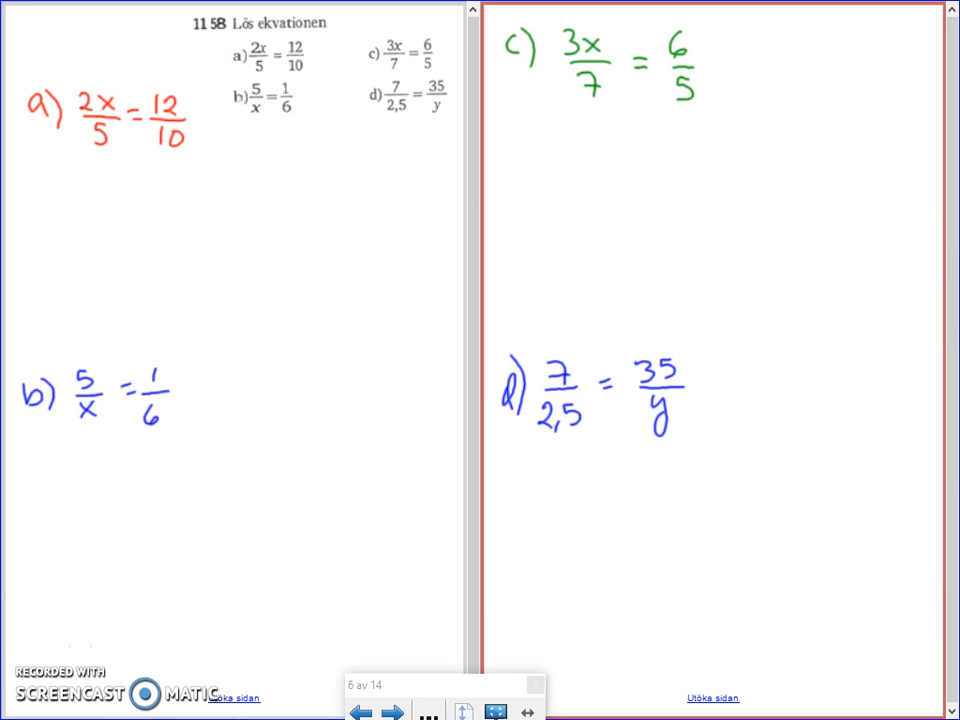 1158 Lös ekvationen
a) 2x/5 = 12/10
c) 3x/7 = 6/5
b) 5/x = 1/6
d) 7/2,5 = 35/y
a) 2x/5 = 12/10
b) 5/x = 1/6
c) 3x/7 = 6/5
d) 7/2,5 = 35/y
RECORDED WITH
SCREENCAST MATIC
Utöka sidan
6 av 14
Utöka sidan